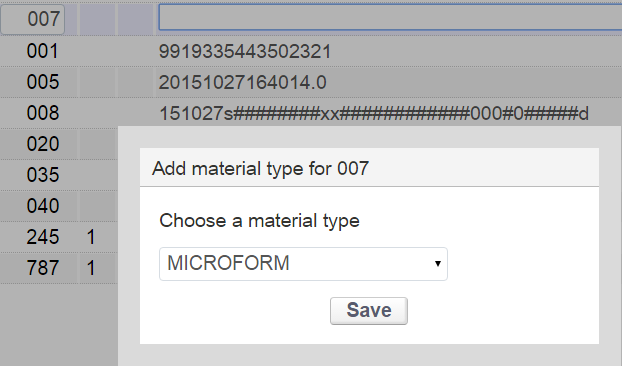 007
001 9919335443502321
005 20151027164014.0
008 151027s########xx############000#0#####d
020
035
040
245 1
787 1
Add material type for 007
Choose a material type
MICROFORM
Save